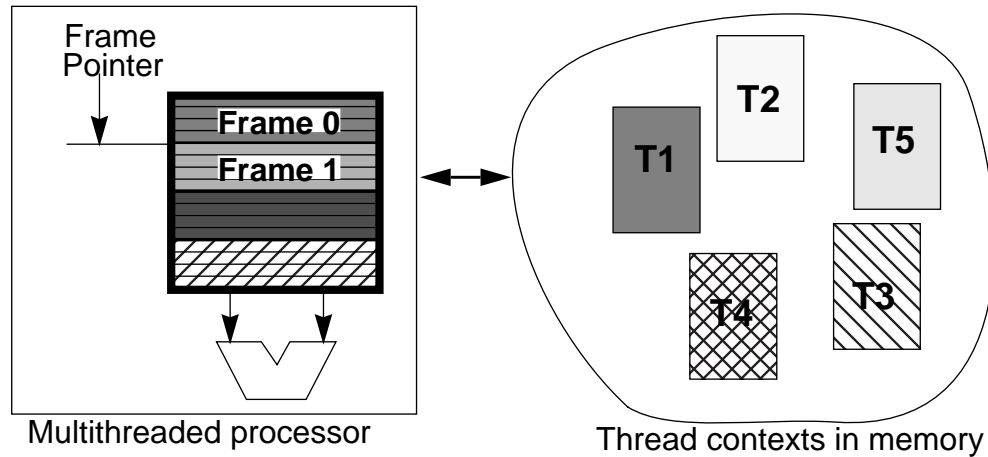 Frame
Pointer
Frame 0
Frame 1
T1
T2
T5
T4
T3
Multithreaded processor
Thread contexts in memory